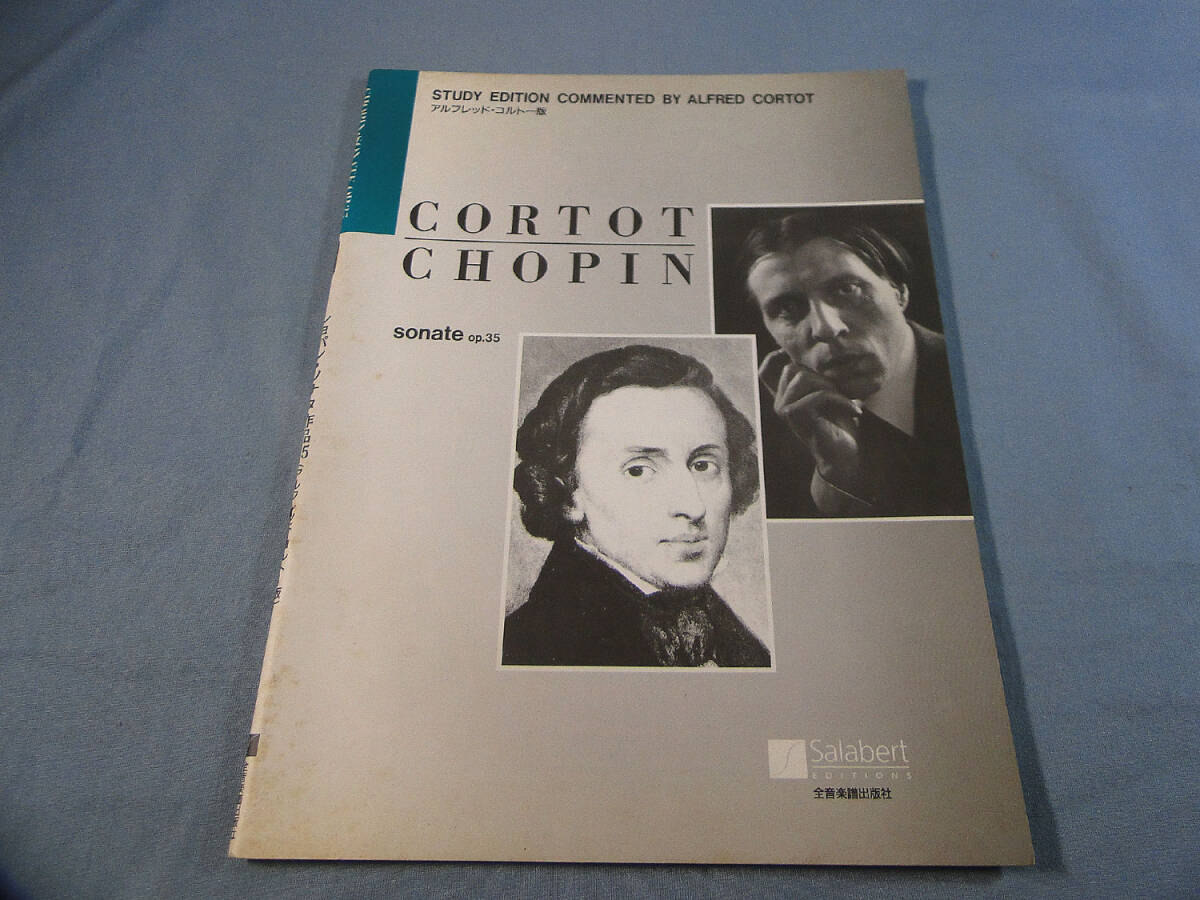 STUDY EDITION COMMENTED BY ALFRED CORTOT
アルフレッド・コルトー版
CORTOT
CHOPIN
sonate op.35
Salabert
EDITIONS
全音楽譜出版社